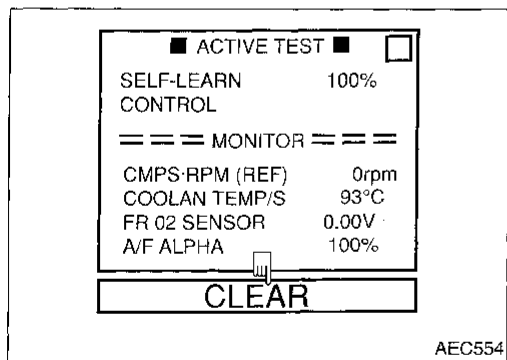 ■ ACTIVE TEST ■
SELF-LEARN 100%
CONTROL
=== MONITOR ====
CMPS·RPM (REF) 0rpm
COOLAN TEMP/S 93°C
FR 02 SENSOR 0.00V
A/F ALPHA 100%
CLEAR
AEC554